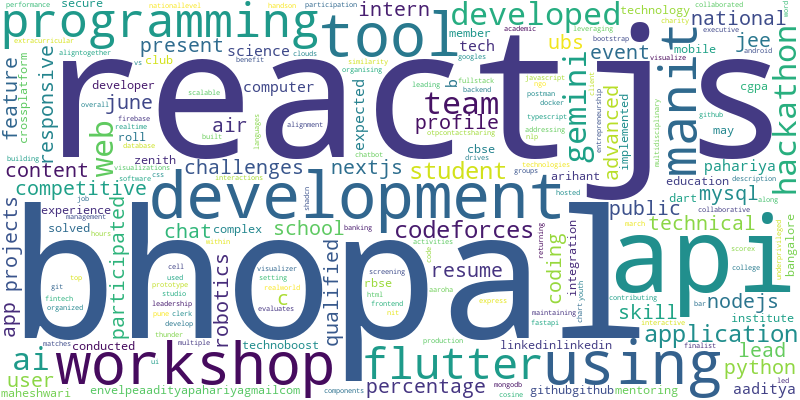 performance secure nationallevel handson intern clouds participation technology collaborated word
extracurricular aligntogether
programming tool developed national
charity executive android
present science member tech ubs event mobile jee
feature crossplatform responsive june club vs benefit similarity organising googles leading fullstack backend javascript ngo bootstrap visualize
developer computer team academic b postman docker client
overall scalable
reactjs
web firebase realtime roll database air expected profile typescript gemini entrepreneurship advanced implemented manit cgpa github may hackathon
built languages alignment otpcontactsharing addressing nlp multidisciplinary
building visualizations zenith cbse chatbot drives technologies
content software css challenges nextjs student groups arihant pahariya description
competitive interactions shadcn hosted education along
job experience development dart mysql collaborative
management public
participated chat complex school banking codeforces technical
app projects solved hours activities coding integration returning march underprivileged scorex bangalore
bhopal api
top cell visualizer setting robotics qualified rbse screening code resume realworld maintaining college
git used prototype studio c html frontend aaroha chart youth skill bar nodejs
fintech organized leadership evaluates nit express contributing interactive institute
ai pune clerk develop technoboost fastapi linkedinlinkedin application finalist
matches thunder production
conducted multiple workshop flutter using lead
user ui percentage mongodb python
maheshwari envelpeaadityapahariyagmailcom components cosine githubgithub mentoring led aaditya